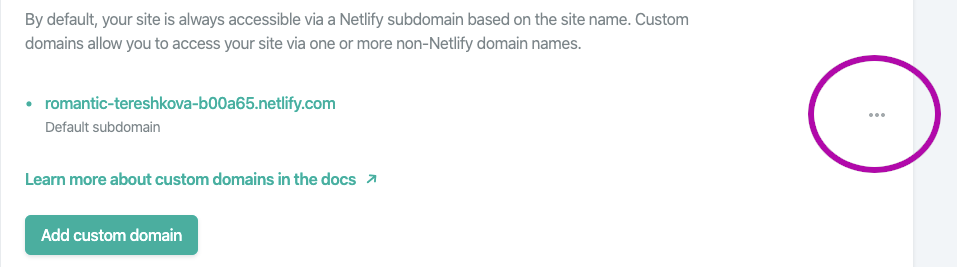 By default, your site is always accessible via a Netlify subdomain based on the site name. Custom
domains allow you to access your site via one or more non-Netlify domain names.
• romantic-tereshkova-b00a65.netlify.com
Default subdomain
Learn more about custom domains in the docs ↗
Add custom domain